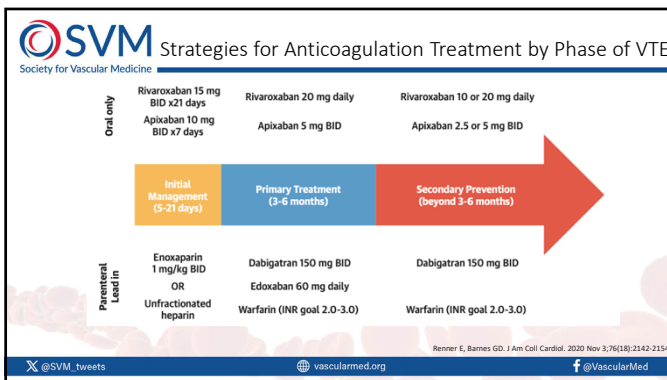 SVM
Society for Vascular Medicine
Strategies for Anticoagulation Treatment by Phase of VTE
Oral only
Rivaroxaban 15 mg
BID x21 days
Apixaban 10 mg
BID x7 days
Rivaroxaban 20 mg daily
Apixaban 5 mg BID
Rivaroxaban 10 or 20 mg daily
Apixaban 2.5 or 5 mg BID
Initial
Management
(5-21 days)
Primary Treatment
(3-6 months)
Secondary Prevention
(beyond 3-6 months)
Parenteral
Lead in
Enoxaparin
1 mg/kg BID
OR
Unfractionated
heparin
Dabigatran 150 mg BID
Edoxaban 60 mg daily
Warfarin (INR goal 2.0-3.0)
Dabigatran 150 mg BID
Warfarin (INR goal 2.0-3.0)
Renner E, Barnes GD. J Am Coll Cardiol. 2020 Nov 3;76(18):2142-2154
X @SVM_tweets
vascularmed.org
f @VascularMed